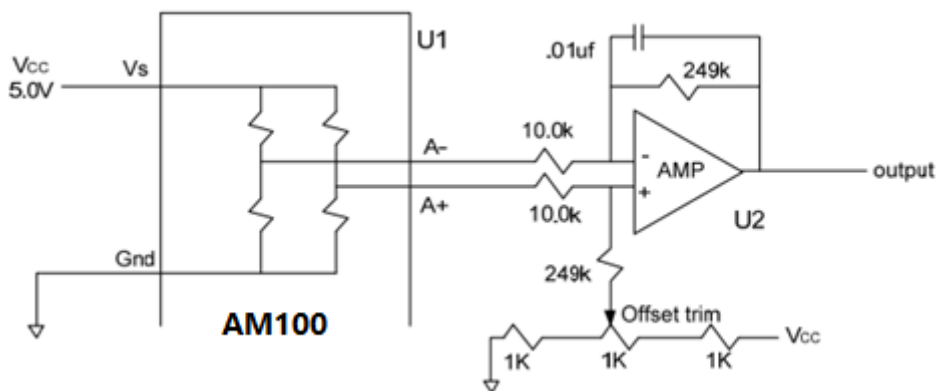 U1
.01uf
249k
Vcc
5.0V
Vs
10.0k
A-
-
AMP
output
+
A+
10.0k
U2
Gnd
249k
AM100
Offset trim
1K
1K
1K
Vcc